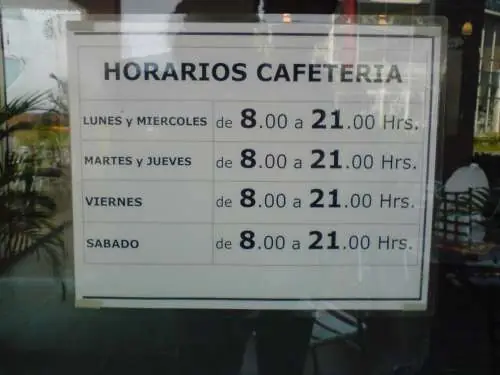 HORARIOS CAFETERIA
LUNES y MIERCOLES de 8.00 a 21.00 Hrs.
MARTES y JUEVES de 8.00 a 21.00 Hrs.
VIERNES de 8.00 a 21.00 Hrs.
SABADO de 8.00 a 21.00 Hrs.